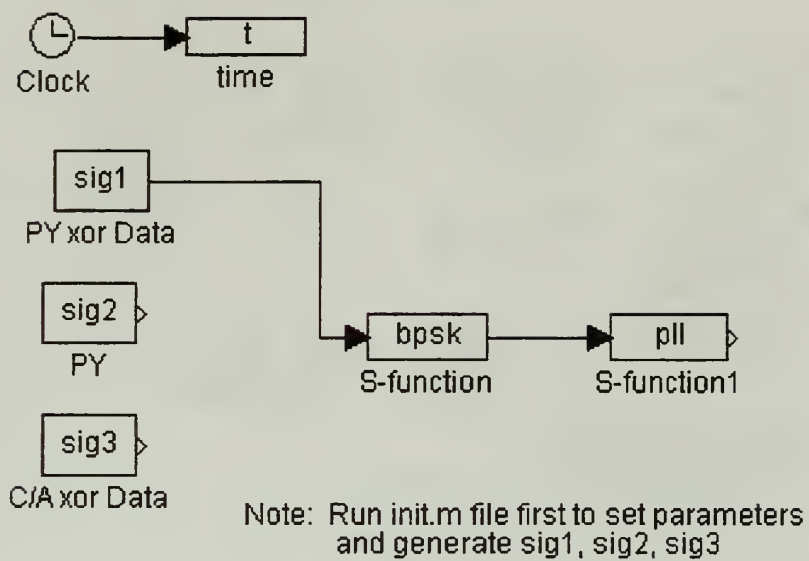 t
Clock
time
sig1
PY xor Data
sig2
PY
bpsk
pll
S-function
S-function1
sig3
C/A xor Data
Note: Run init.m file first to set parameters
and generate sig1, sig2, sig3